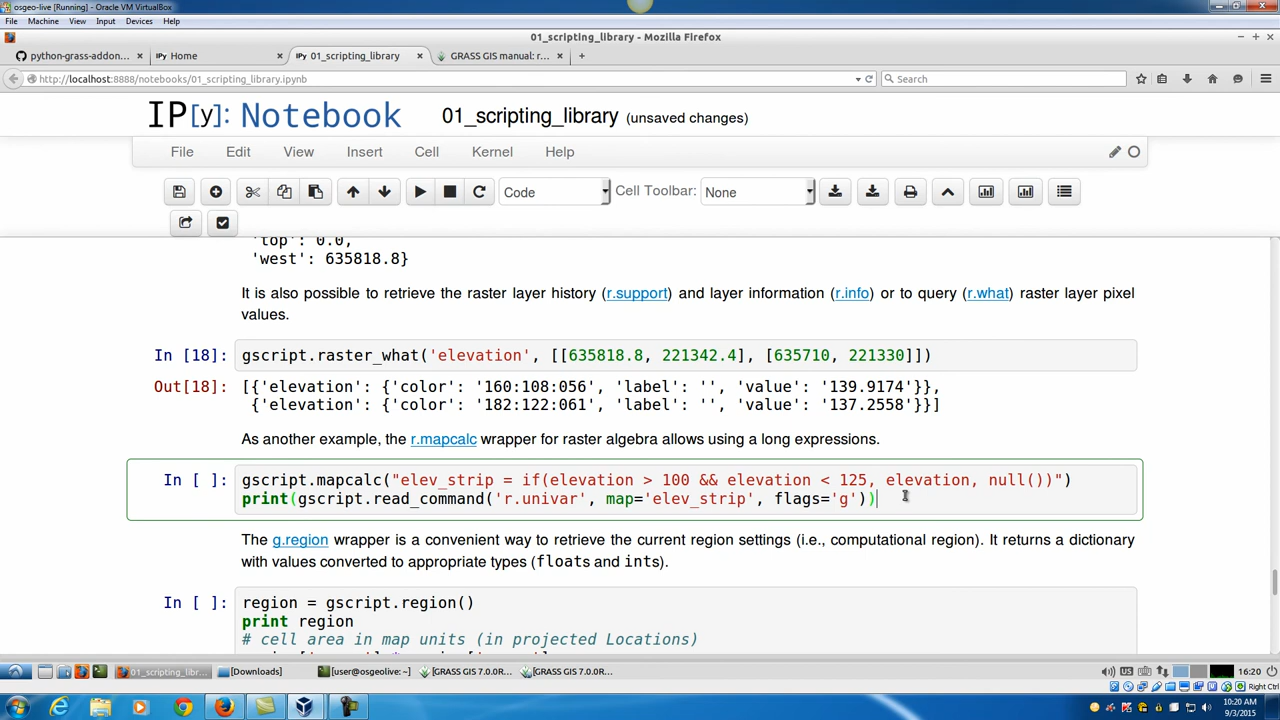 osgeo-live [Running] - Oracle VM VirtualBox
File Machine View Input Devices Help
01_scripting_library - Mozilla Firefox
python-grass-addon... × IPy Home × IPy 01_scripting_library × GRASS GIS manual: r... × +
http://localhost:8888/notebooks/01_scripting_library.ipynb Search
IP[y]: Notebook 01_scripting_library (unsaved changes)
File Edit View Insert Cell Kernel Help
Code Cell Toolbar: None
'top': 0.0,
'west': 635818.8}
It is also possible to retrieve the raster layer history (r.support) and layer information (r.info) or to query (r.what) raster layer pixel
values.
In [18]: gscript.raster_what('elevation', [[635818.8, 221342.4], [635710, 221330]])
Out[18]: [{'elevation': {'color': '160:108:056', 'label': '', 'value': '139.9174'}},
{'elevation': {'color': '182:122:061', 'label': '', 'value': '137.2558'}}]
As another example, the r.mapcalc wrapper for raster algebra allows using a long expressions.
In [ ]: gscript.mapcalc("elev_strip = if(elevation > 100 && elevation < 125, elevation, null())")
print(gscript.read_command('r.univar', map='elev_strip', flags='g'))
The g.region wrapper is a convenient way to retrieve the current region settings (i.e., computational region). It returns a dictionary
with values converted to appropriate types (floats and ints).
In [ ]: region = gscript.region()
print region
# cell area in map units (in projected Locations)
01_scripting_libr... [Downloads] [user@osgeolive: ~] [GRASS GIS 7.0.0R... [GRASS GIS 7.0.0R... US 16:20
Right Ctrl
10:20 AM
9/3/2015